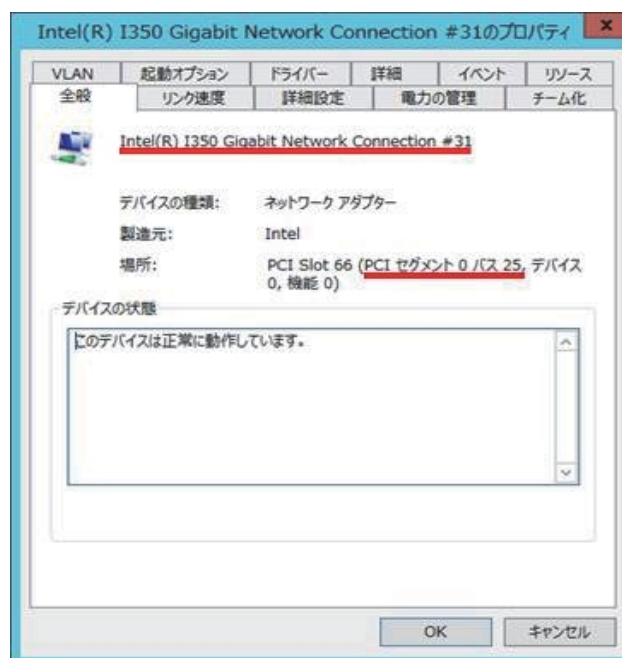 Intel(R) I350 Gigabit Network Connection #31のプロパティ
VLAN 起動オプション ドライバー 詳細 イベント リソース
全般 リンク速度 詳細設定 電力の管理 チーム化
Intel(R) I350 Gigabit Network Connection #31
デバイスの種類: ネットワーク アダプター
製造元: Intel
場所: PCI Slot 66 (PCI セグメント 0 バス 25, デバイス
0, 機能 0)
デバイスの状態
このデバイスは正常に動作しています。
OK キャンセル